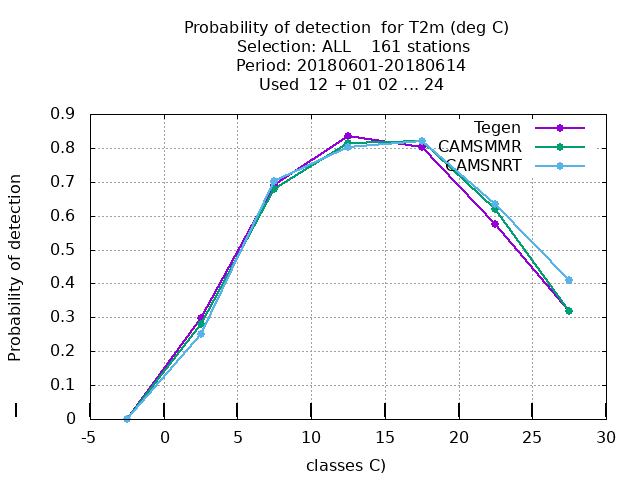 Probability of detection for T2m (deg C)
Selection: ALL 161 stations
Period: 20180601-20180614
Used 12 + 01 02 ... 24
Probability of detection
0.9
0.8
0.7
0.6
0.5
0.4
0.3
0.2
0.1
0
Tegen
CAMSMMR
CAMSNRT
-5
0
5
10
15
20
25
30
classes C)